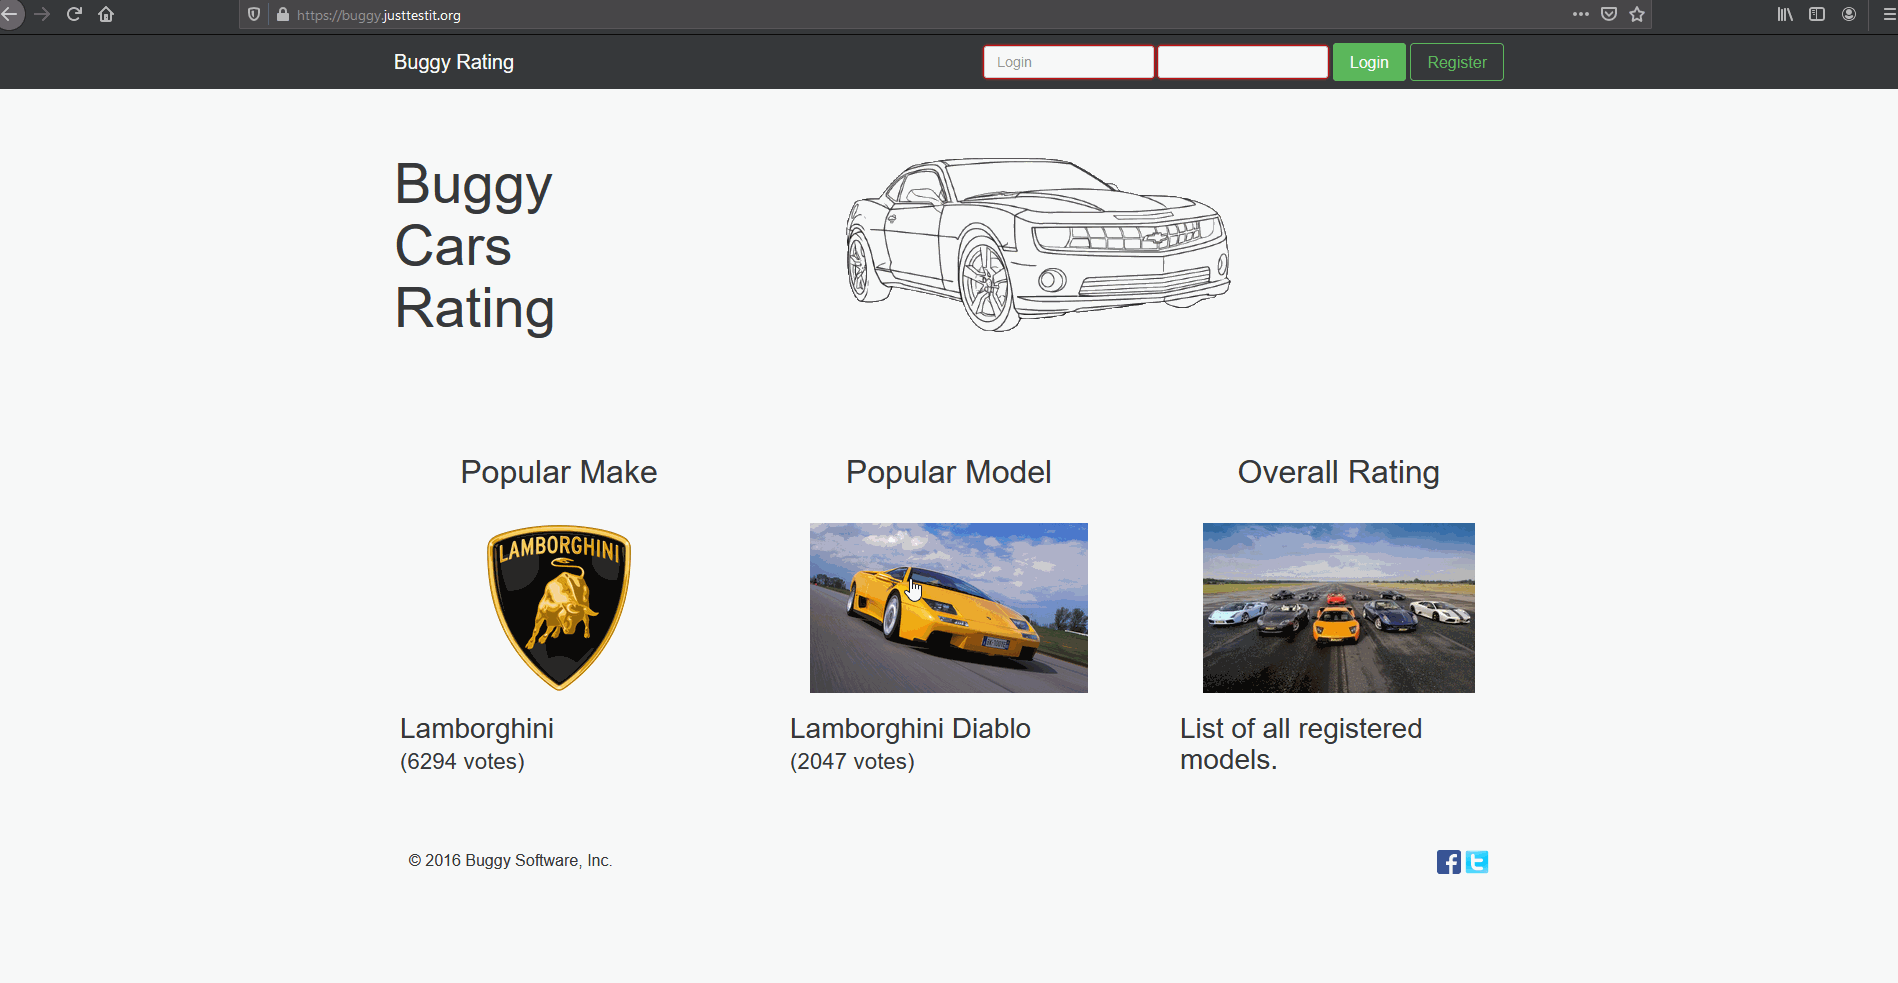 https://buggy.justtestit.org
Buggy Rating
Login
Login
Register
Buggy
Cars
Rating
Popular Make
Popular Model
Overall Rating
LAMBORGHINI
Lamborghini
(6294 votes)
Lamborghini Diablo
(2047 votes)
List of all registered
models.
© 2016 Buggy Software, Inc.